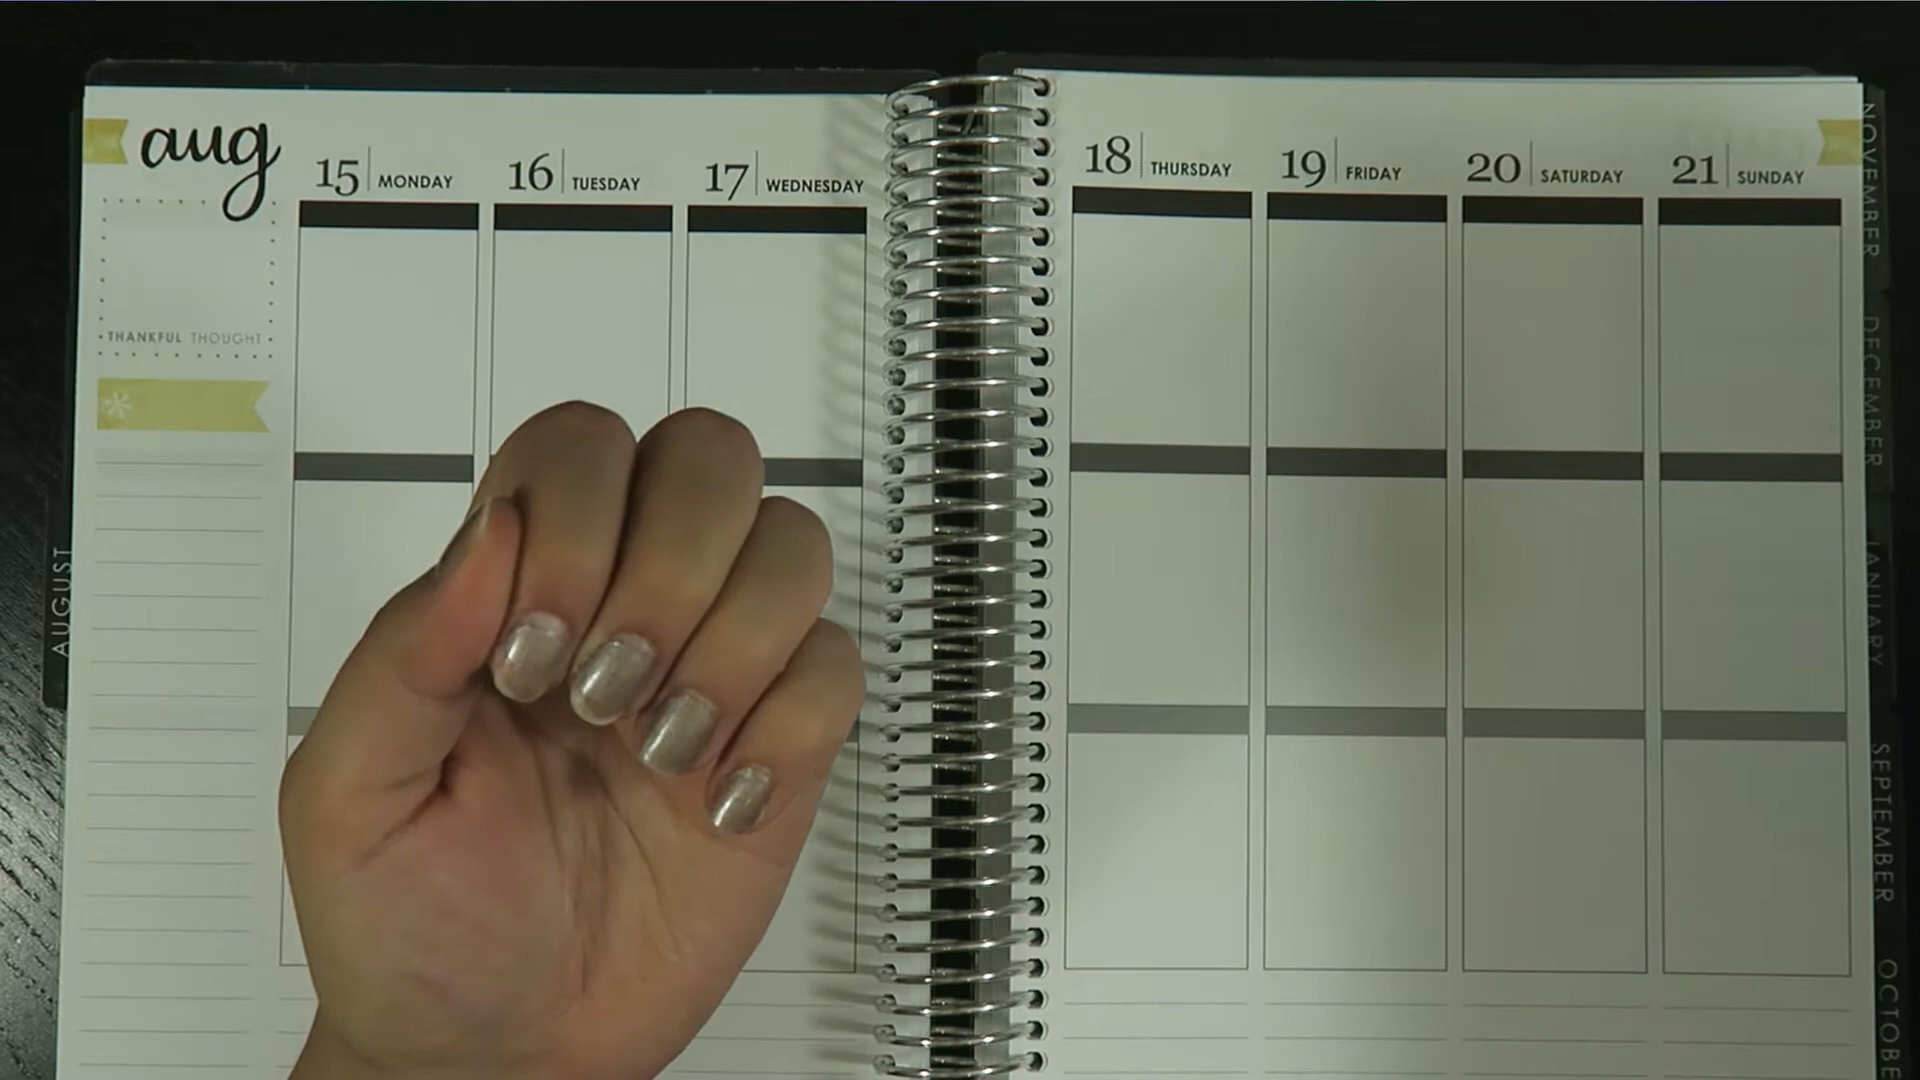 aug
15 MONDAY
16 TUESDAY
17 WEDNESDAY
18 THURSDAY
19 FRIDAY
20 SATURDAY
21 SUNDAY
THANKFUL THOUGHT
AUGUST
NOVEMBER
DECEMBER
JANUARY
SEPTEMBER
OCTOBE